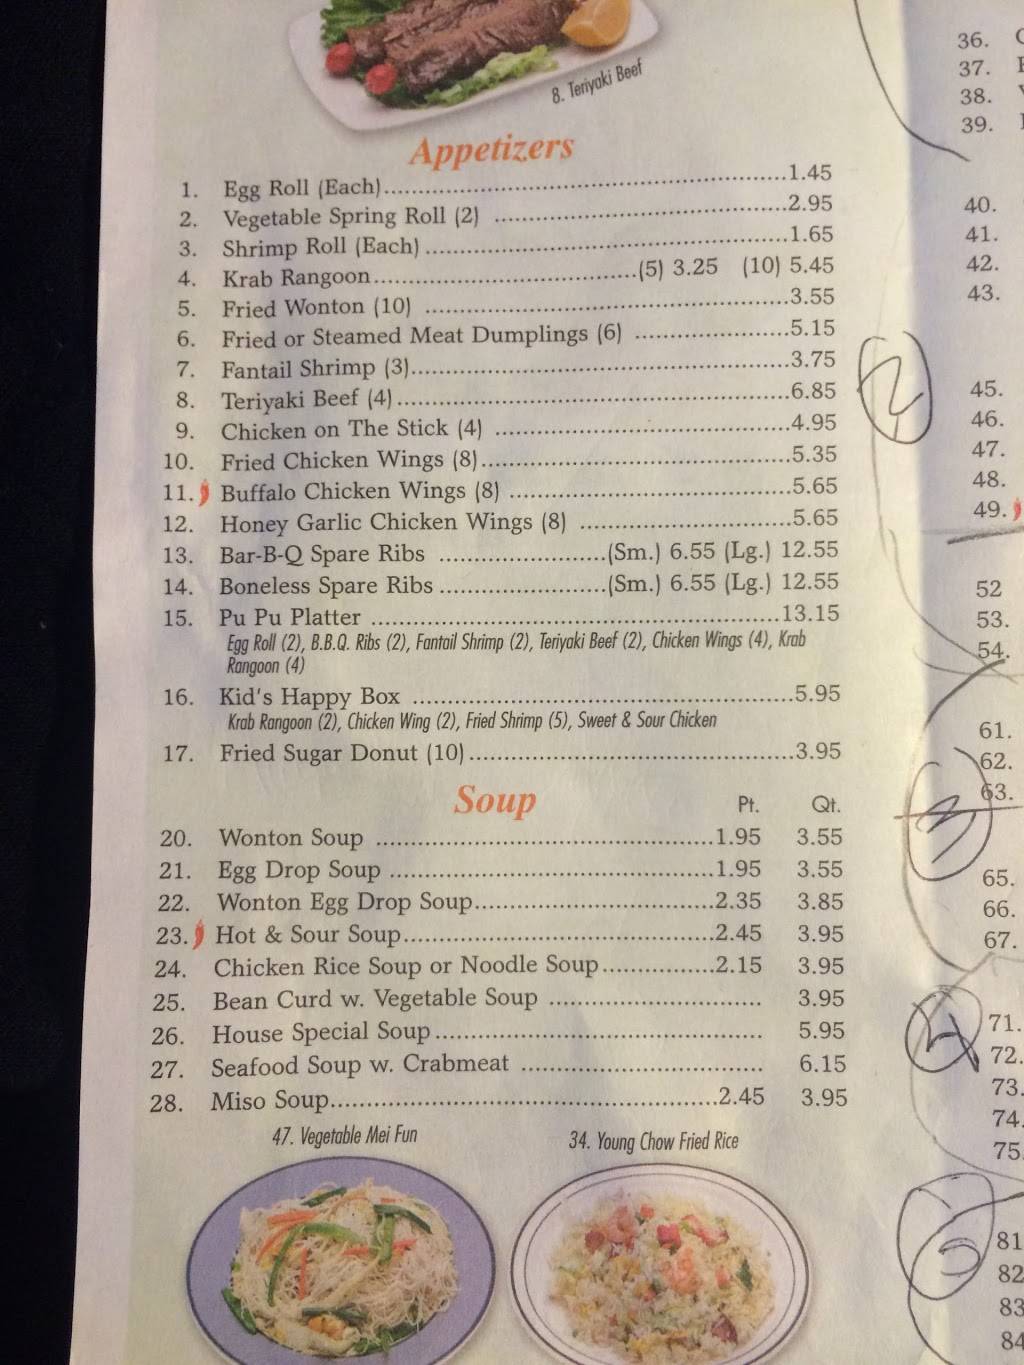 8. Teriyaki Beef
Appetizers
1. Egg Roll (Each)........1.45
2. Vegetable Spring Roll (2) ........2.95
3. Shrimp Roll (Each)........1.65
4. Krab Rangoon........(5) 3.25 (10) 5.45
5. Fried Wonton (10) ........3.55
6. Fried or Steamed Meat Dumplings (6) ........5.15
7. Fantail Shrimp (3)........3.75
8. Teriyaki Beef (4)........6.85
9. Chicken on The Stick (4) ........4.95
10. Fried Chicken Wings (8)........5.35
11. Buffalo Chicken Wings (8) ........5.65
12. Honey Garlic Chicken Wings (8) ........5.65
13. Bar-B-Q Spare Ribs ........(Sm.) 6.55 (Lg.) 12.55
14. Boneless Spare Ribs ........(Sm.) 6.55 (Lg.) 12.55
15. Pu Pu Platter ........13.15
Egg Roll (2), B.B.Q. Ribs (2), Fantail Shrimp (2), Teriyaki Beef (2), Chicken Wings (4), Krab
Rangoon (4)
16. Kid's Happy Box ........5.95
Krab Rangoon (2), Chicken Wing (2), Fried Shrimp (5), Sweet & Sour Chicken
17. Fried Sugar Donut (10)........3.95
Soup Pt. Qt.
20. Wonton Soup ........1.95 3.55
21. Egg Drop Soup ........1.95 3.55
22. Wonton Egg Drop Soup........2.35 3.85
23. Hot & Sour Soup........2.45 3.95
24. Chicken Rice Soup or Noodle Soup........2.15 3.95
25. Bean Curd w. Vegetable Soup ........ 3.95
26. House Special Soup........ 5.95
27. Seafood Soup w. Crabmeat ........ 6.15
28. Miso Soup........2.45 3.95
47. Vegetable Mei Fun
34. Young Chow Fried Rice
36.
37.
38.
39.
40.
41.
42.
43.
2
45.
46.
47.
48.
49.
52
53.
54.
61.
62.
63.
3
65.
66.
67.
71.
72.
73.
74.
75.
81
82
83
84